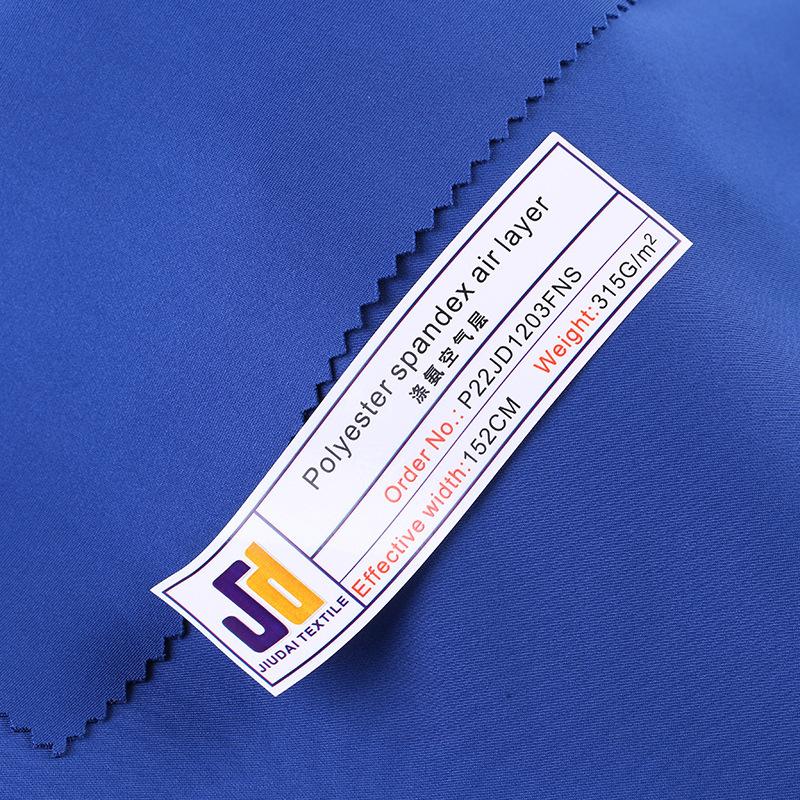 Polyester spandex air layer
涤氨空气层
Order No.: P22JD1203FNS
Effective width:152CM Weight:315G/m²
Jd
JIUDAI TEXTILE